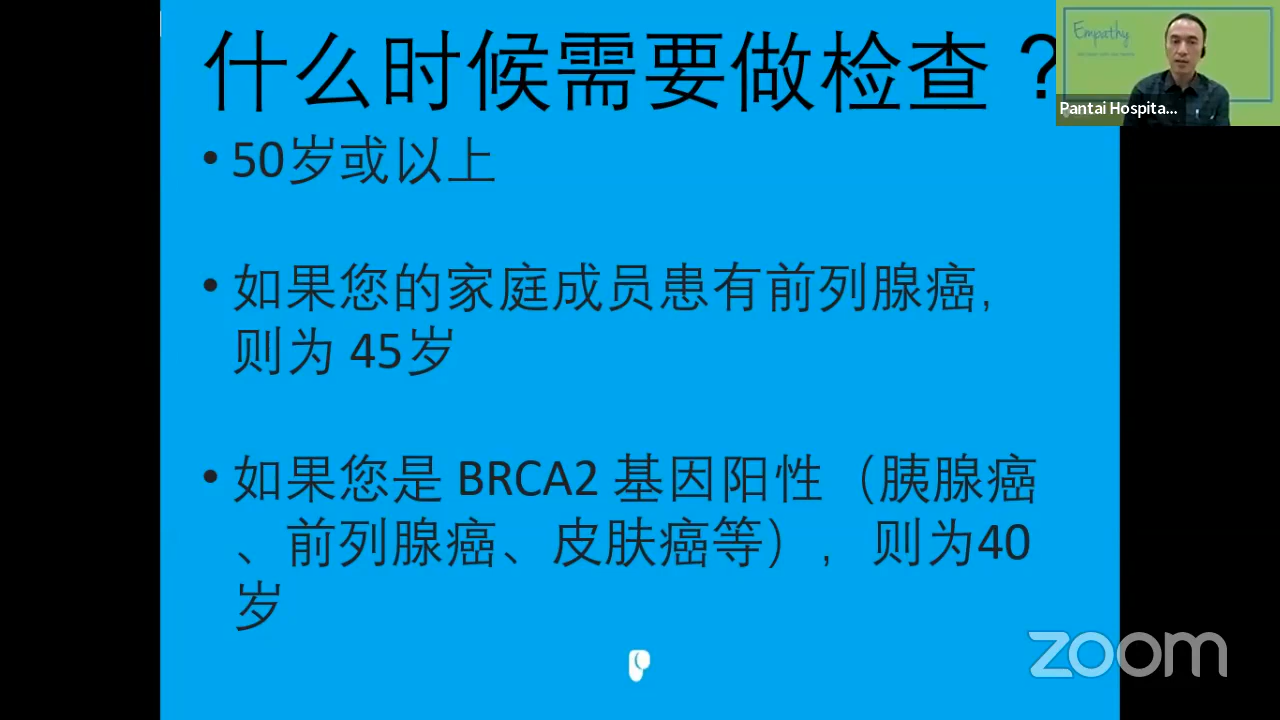 什么时候需要做检查？
Empathy
Pantai Hospita...
• 50岁或以上
• 如果您的家庭成员患有前列腺癌,
则为 45岁
• 如果您是 BRCA2 基因阳性（胰腺癌
、前列腺癌、皮肤癌等）, 则为40
岁
zoom